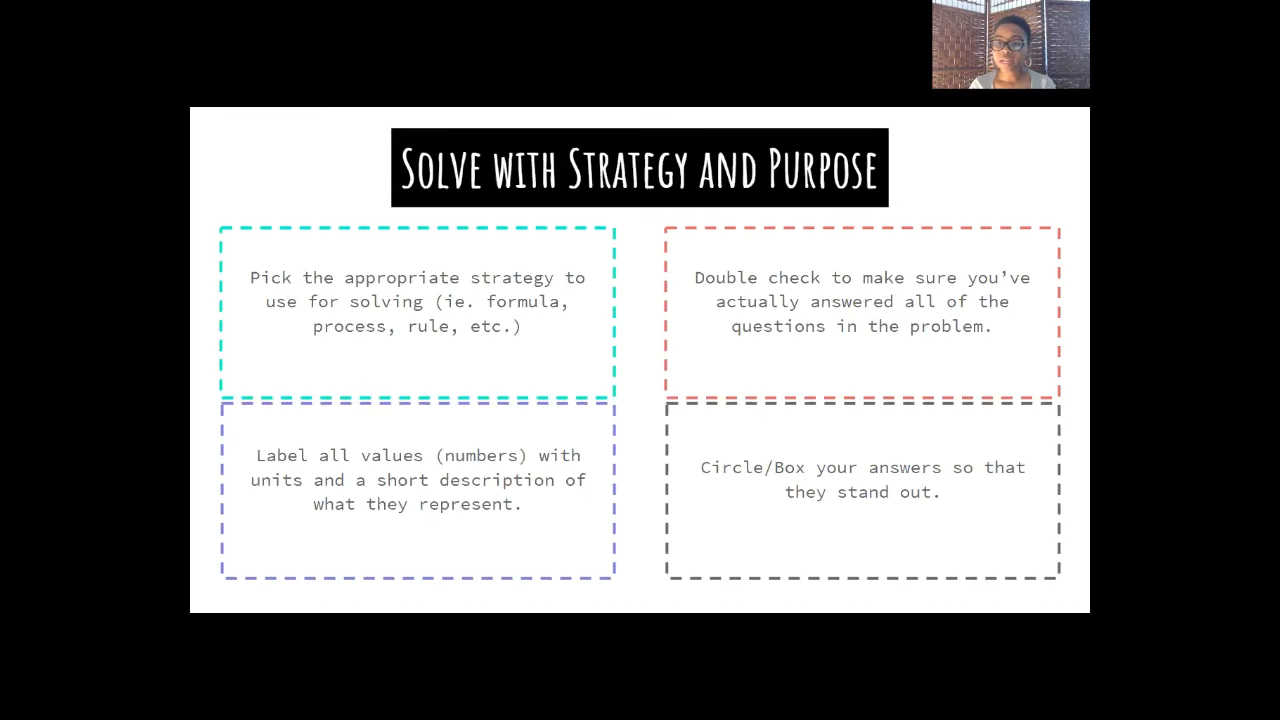 Solve with Strategy and Purpose
Pick the appropriate strategy to
use for solving (ie. formula,
process, rule, etc.)
Double check to make sure you’ve
actually answered all of the
questions in the problem.
Label all values (numbers) with
units and a short description of
what they represent.
Circle/Box your answers so that
they stand out.